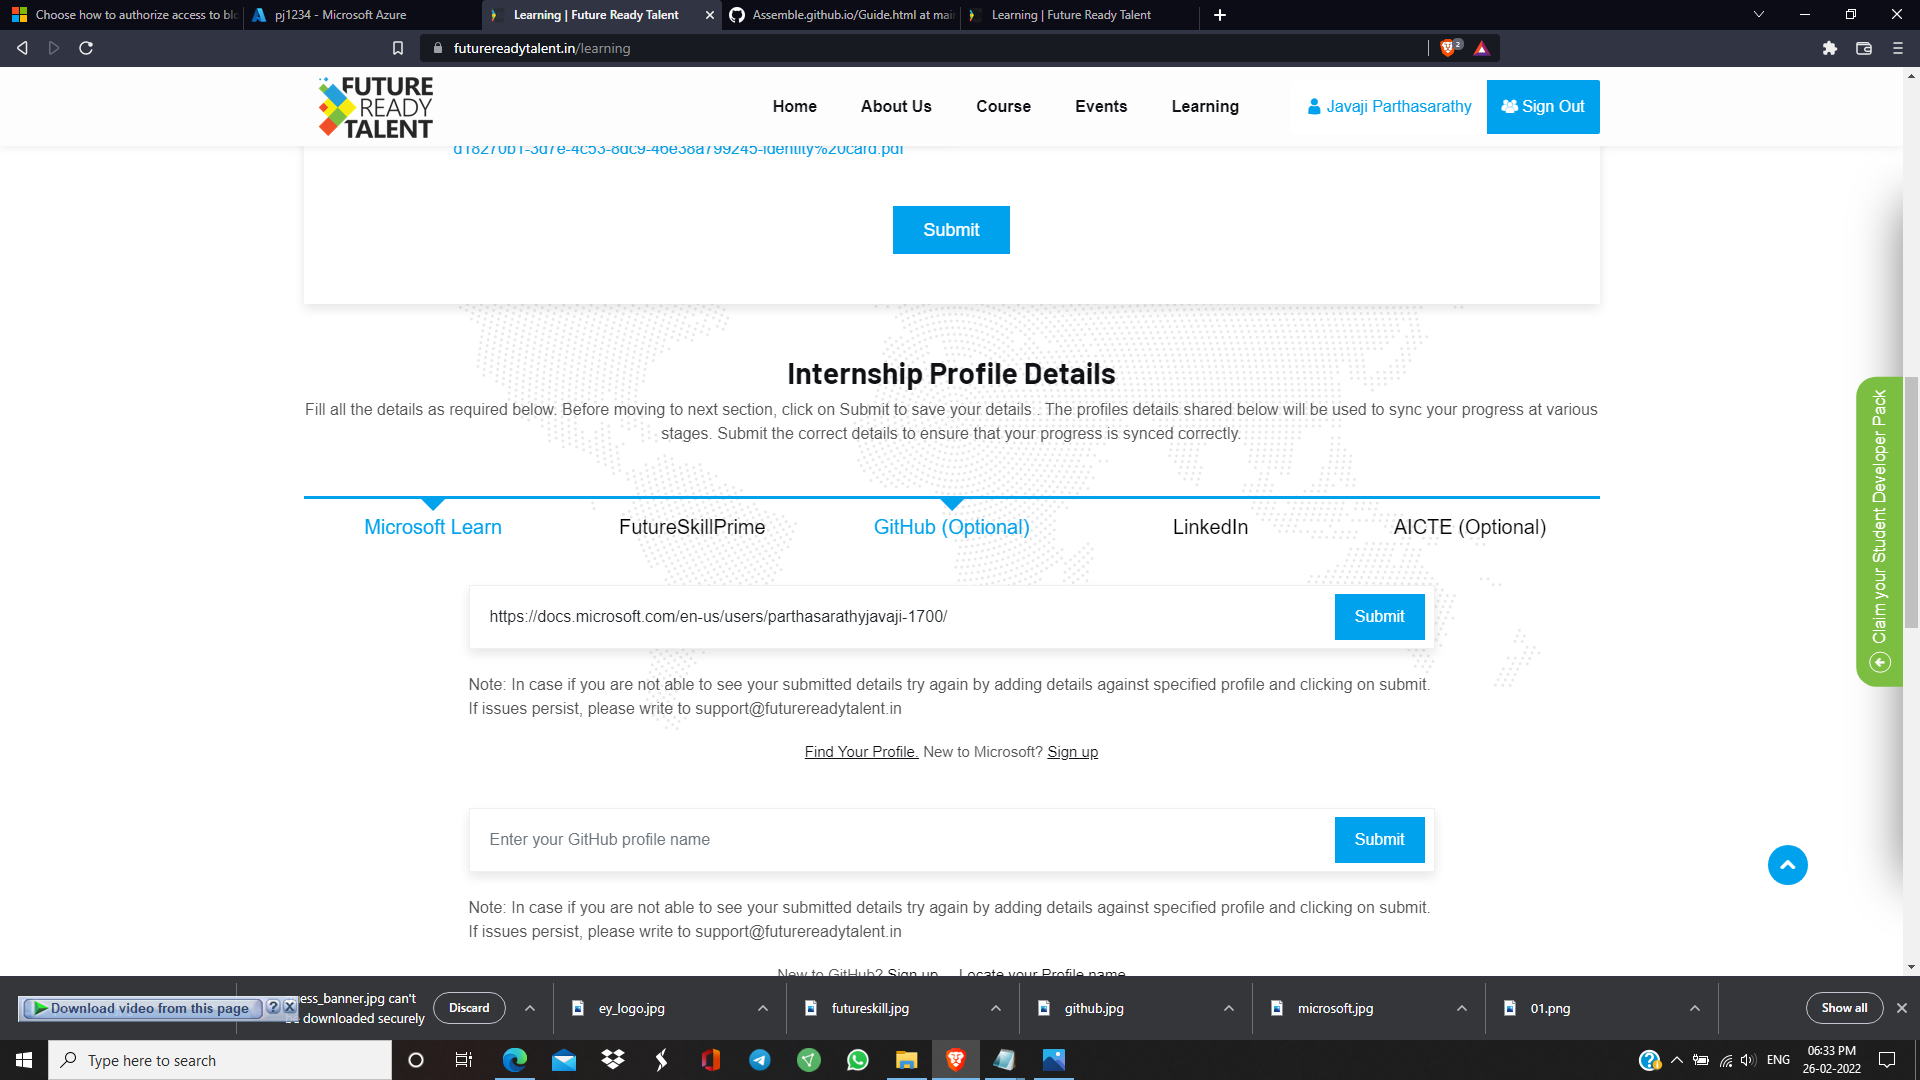 Choose how to authorize access to blo
pj1234 - Microsoft Azure
Learning | Future Ready Talent
Assemble.github.io/Guide.html at mai
Learning | Future Ready Talent
futurereadytalent.in/learning
2
FUTURE
READY
TALENT
Home
About Us
Course
Events
Learning
Javaji Parthasarathy
Sign Out
d18270b1-3d7e-4c53-8dc9-46e38a799245-Identity%20card.pdf
Submit
Internship Profile Details
Fill all the details as required below. Before moving to next section, click on Submit to save your details . The profiles details shared below will be used to sync your progress at various
stages. Submit the correct details to ensure that your progress is synced correctly.
Microsoft Learn
FutureSkillPrime
GitHub (Optional)
LinkedIn
AICTE (Optional)
https://docs.microsoft.com/en-us/users/parthasarathyjavaji-1700/
Submit
Note: In case if you are not able to see your submitted details try again by adding details against specified profile and clicking on submit.
If issues persist, please write to support@futurereadytalent.in
Find Your Profile. New to Microsoft? Sign up
Enter your GitHub profile name
Submit
Note: In case if you are not able to see your submitted details try again by adding details against specified profile and clicking on submit.
If issues persist, please write to support@futurereadytalent.in
New to GitHub? Sign up
Locate your Profile name
Claim your Student Developer Pack
Download video from this page
ess_banner.jpg can't
be downloaded securely
Discard
ey_logo.jpg
futureskill.jpg
github.jpg
microsoft.jpg
01.png
Show all
Type here to search
ENG
06:33 PM
26-02-2022